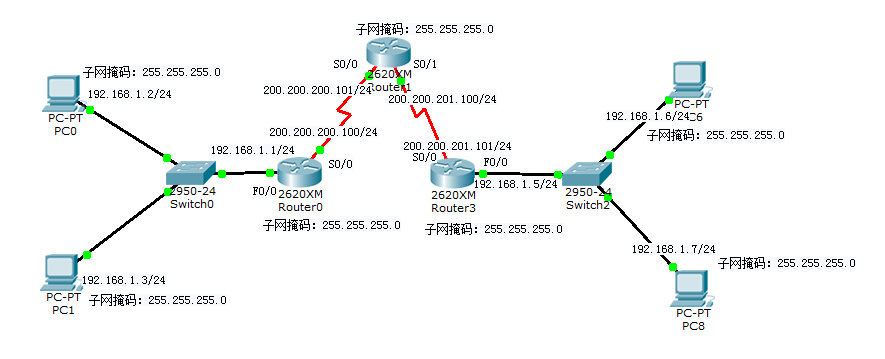 子网掩码: 255.255.255.0
S0/0
S0/1
2620XM
Router1
子网掩码: 255.255.255.0
192.168.1.2/24
PC-PT
PC0
200.200.200.101/24
200.200.201.100/24
PC-PT
C6
192.168.1.6/24
子网掩码: 255.255.255.0
200.200.200.100/24
192.168.1.1/24
S0/0
200.200.201.101/24
S0/0
F0/0
2950-24
Switch0
F0/0
2620XM
Router0
192.168.1.5/24
2620XM
Router3
2950-24
Switch2
子网掩码: 255.255.255.0
子网掩码: 255.255.255.0
192.168.1.7/24
子网掩码: 255.255.255.0
192.168.1.3/24
PC-PT
PC1
子网掩码: 255.255.255.0
PC-PT
PC8